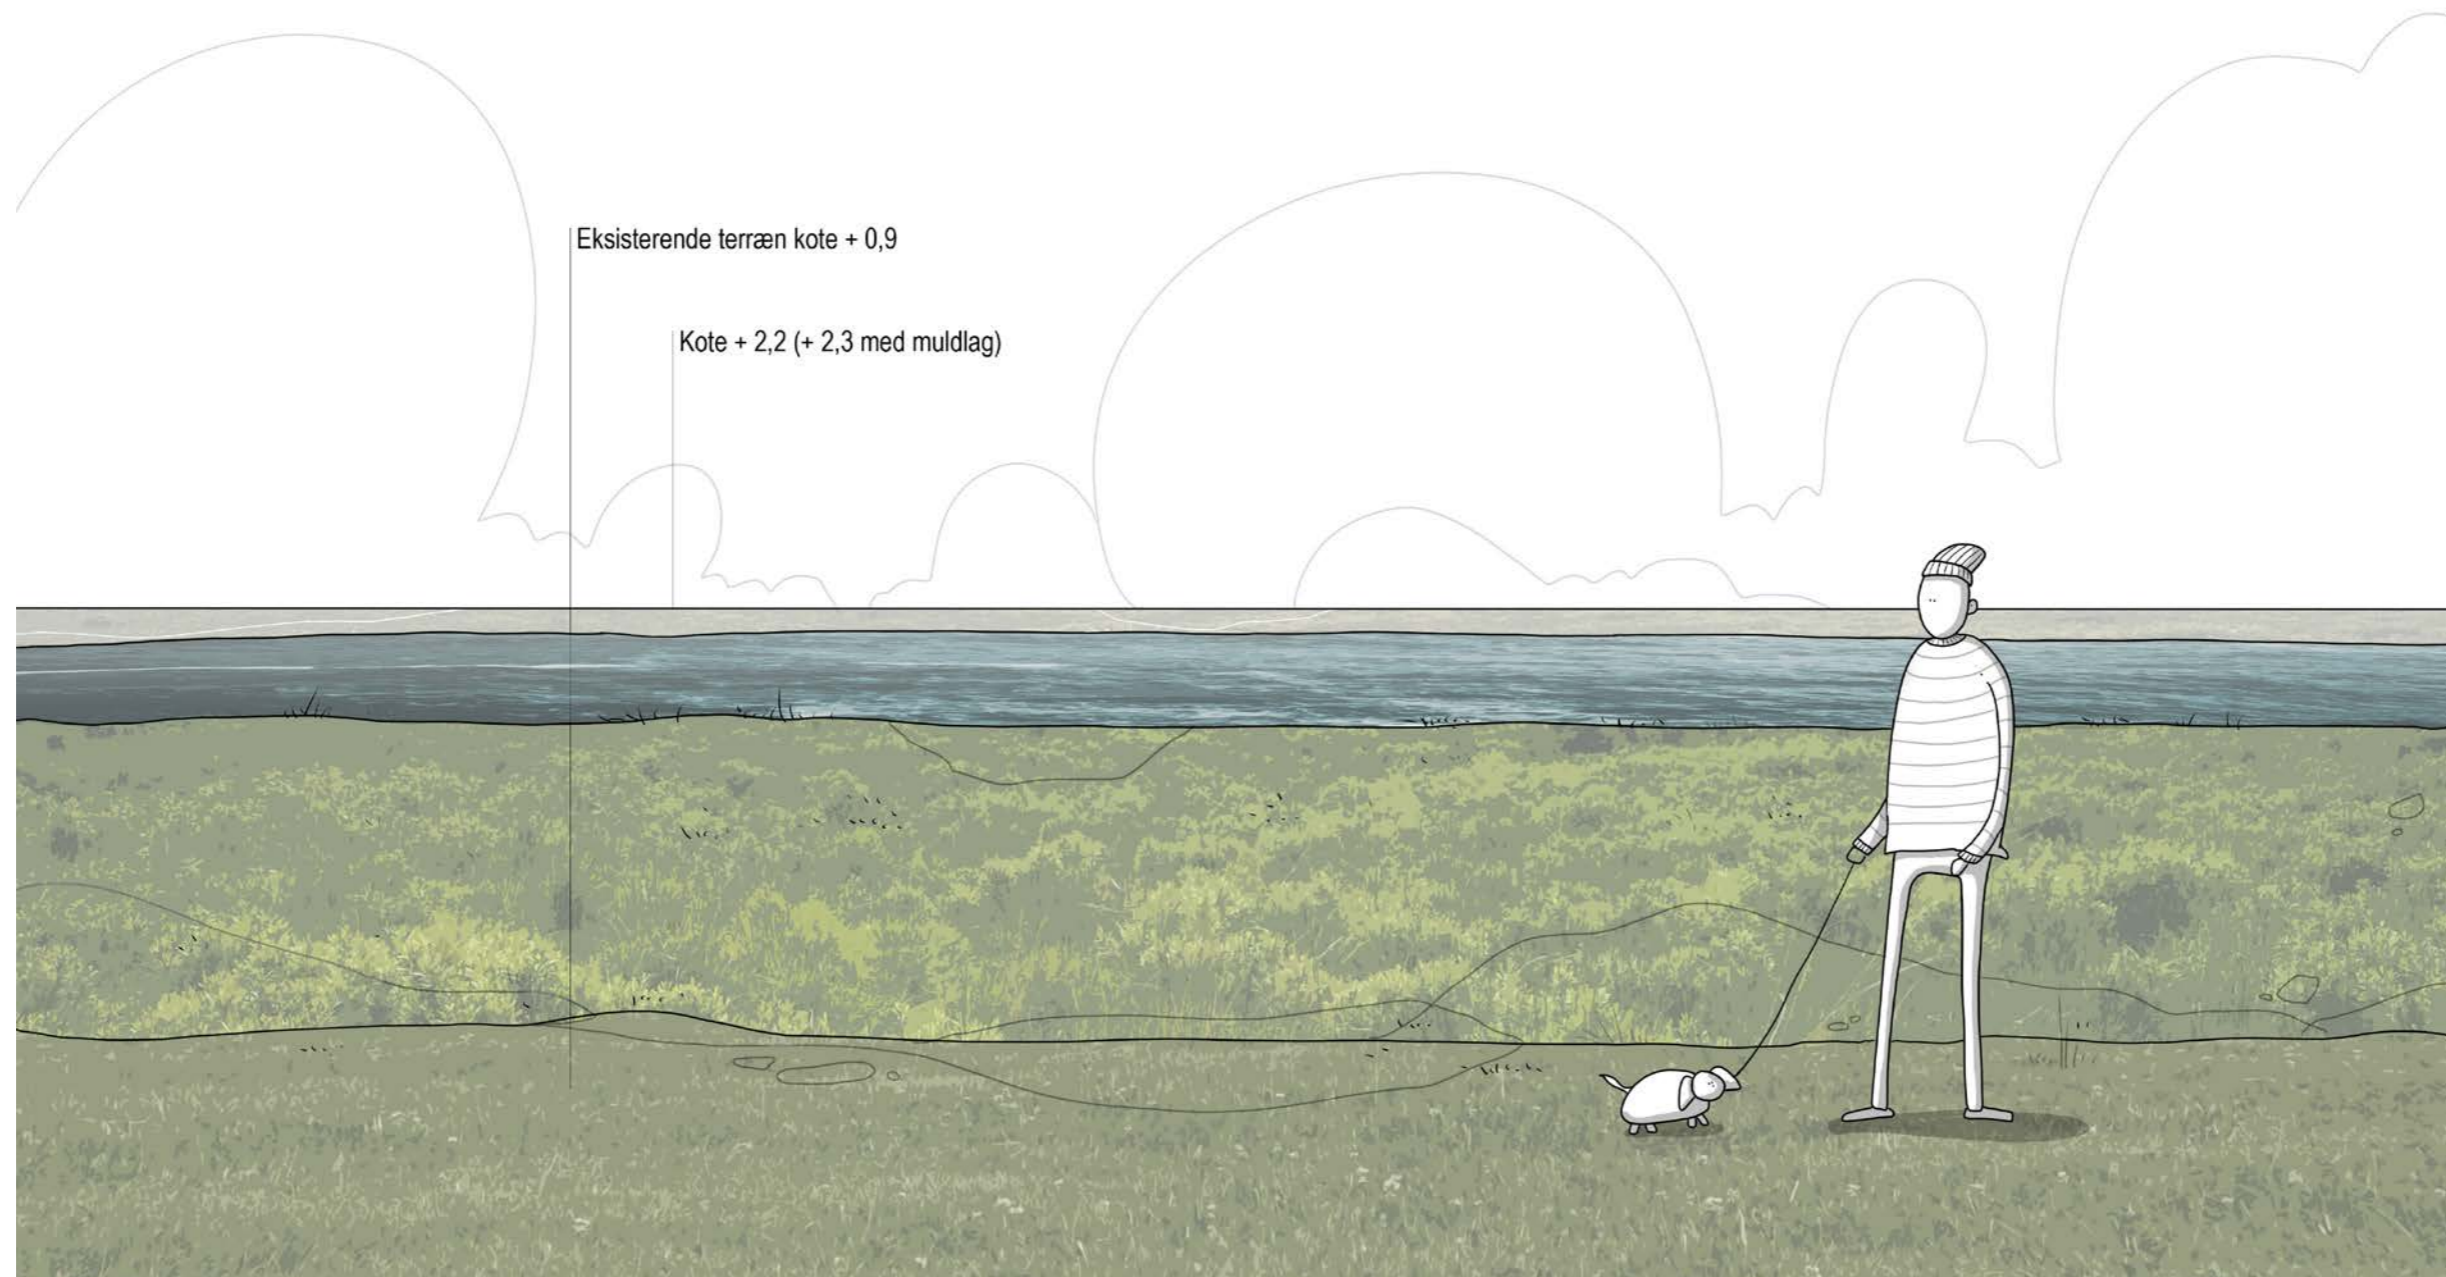 Eksisterende terræn kote + 0,9
Kote + 2,2 (+ 2,3 med muldlag)